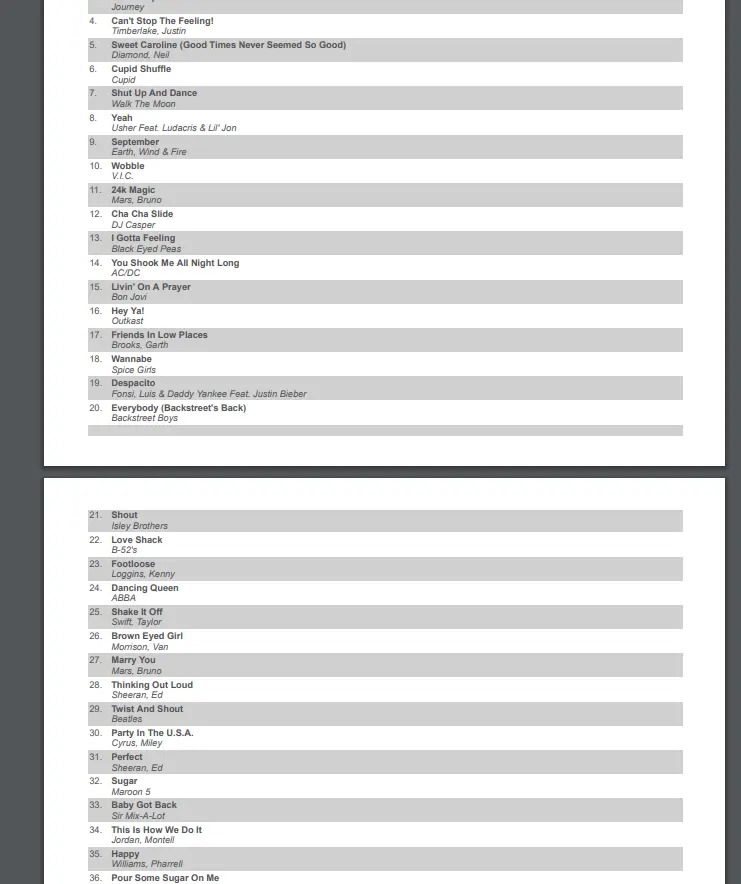 Journey
4. Can't Stop The Feeling!
Timberlake, Justin
5. Sweet Caroline (Good Times Never Seemed So Good)
Diamond, Neil
6. Cupid Shuffle
Cupid
7. Shut Up And Dance
Walk The Moon
8. Yeah
Usher Feat. Ludacris & Lil' Jon
9. September
Earth, Wind & Fire
10. Wobble
V.I.C.
11. 24k Magic
Mars, Bruno
12. Cha Cha Slide
DJ Casper
13. I Gotta Feeling
Black Eyed Peas
14. You Shook Me All Night Long
AC/DC
15. Livin' On A Prayer
Bon Jovi
16. Hey Ya!
Outkast
17. Friends In Low Places
Brooks, Garth
18. Wannabe
Spice Girls
19. Despacito
Fonsi, Luis & Daddy Yankee Feat. Justin Bieber
20. Everybody (Backstreet's Back)
Backstreet Boys
21. Shout
Isley Brothers
22. Love Shack
B-52's
23. Footloose
Loggins, Kenny
24. Dancing Queen
ABBA
25. Shake It Off
Swift, Taylor
26. Brown Eyed Girl
Morrison, Van
27. Marry You
Mars, Bruno
28. Thinking Out Loud
Sheeran, Ed
29. Twist And Shout
Beatles
30. Party In The U.S.A.
Cyrus, Miley
31. Perfect
Sheeran, Ed
32. Sugar
Maroon 5
33. Baby Got Back
Sir Mix-A-Lot
34. This Is How We Do It
Jordan, Montell
35. Happy
Williams, Pharrell
36. Pour Some Sugar On Me